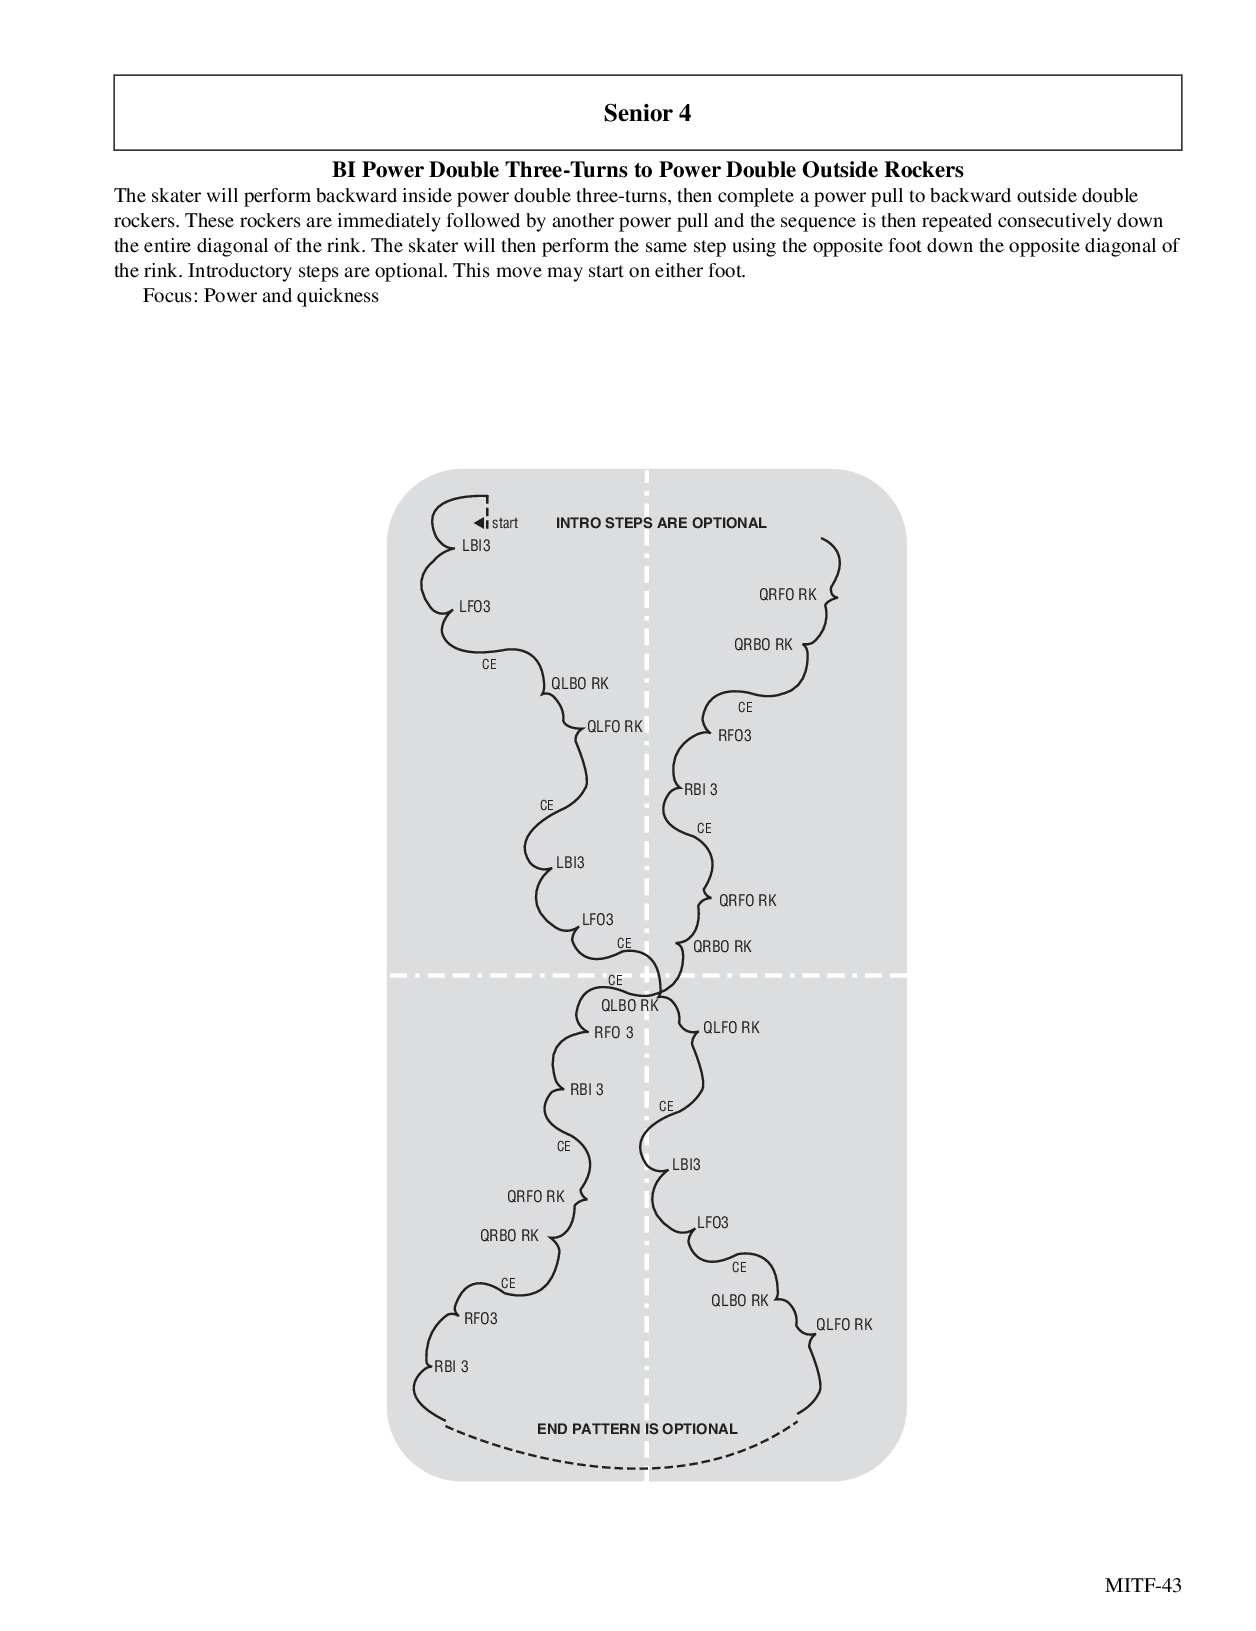 Senior 4
BI Power Double Three-Turns to Power Double Outside Rockers
The skater will perform backward inside power double three-turns, then complete a power pull to backward outside double
rockers. These rockers are immediately followed by another power pull and the sequence is then repeated consecutively down
the entire diagonal of the rink. The skater will then perform the same step using the opposite foot down the opposite diagonal of
the rink. Introductory steps are optional. This move may start on either foot.
Focus: Power and quickness
start
INTRO STEPS ARE OPTIONAL
LBI3
QRFO RK
LFO3
QRBO RK
CE
QLBO RK
CE
QLFO RK
RFO3
RBI 3
CE
CE
LBI3
QRFO RK
LFO3
CE
QRBO RK
CE
QLBO RK
QLFO RK
RFO 3
RBI 3
CE
CE
LBI3
QRFO RK
LFO3
QRBO RK
CE
CE
QLBO RK
RFO3
QLFO RK
RBI 3
END PATTERN IS OPTIONAL
MITF-43